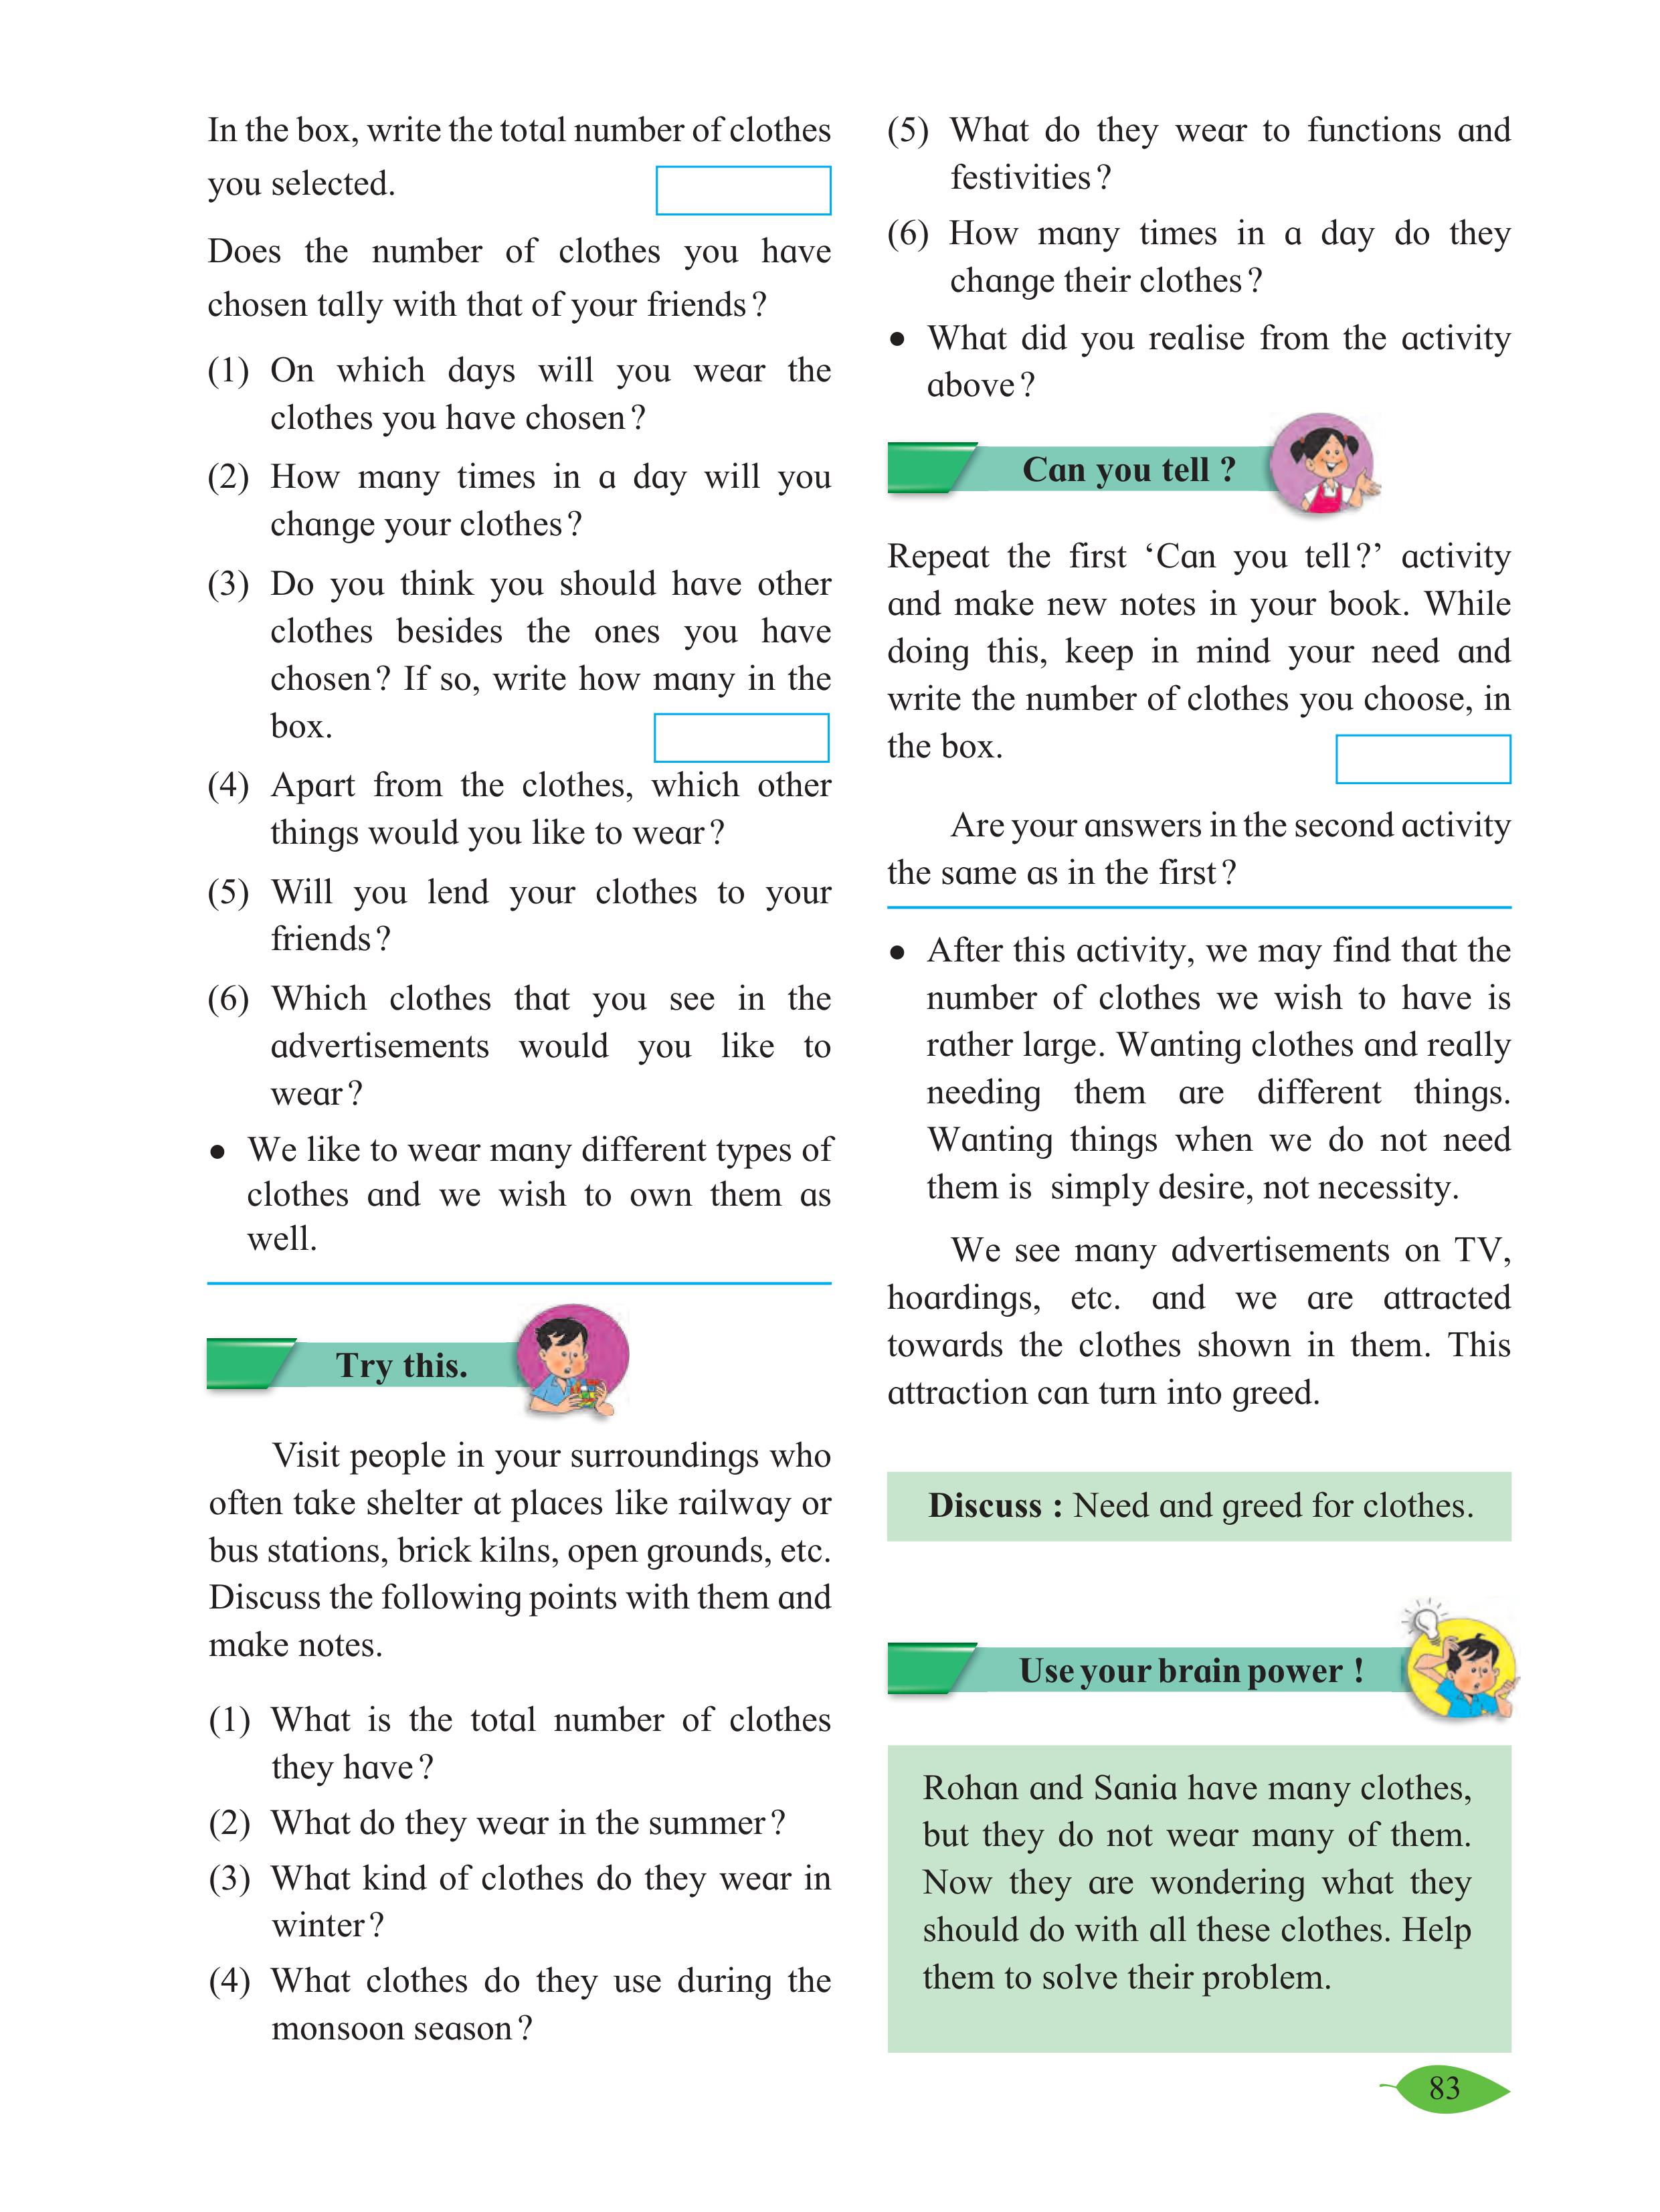 In the box, write the total number of clothes
you selected.
Does the number of clothes you have
chosen tally with that of your friends?
(1) On which days will you wear the
clothes you have chosen?
(2) How many times in a day will you
change your clothes?
(3) Do you think you should have other
clothes besides the ones you have
chosen? If so, write how many in the
box.
(4) Apart from the clothes, which other
things would you like to wear?
(5) Will you lend your clothes to your
friends?
(6) Which clothes that you see in the
advertisements would you like to
wear?
● We like to wear many different types of
clothes and we wish to own them as
well.
Try this.
Visit people in your surroundings who
often take shelter at places like railway or
bus stations, brick kilns, open grounds, etc.
Discuss the following points with them and
make notes.
(1) What is the total number of clothes
they have?
(2) What do they wear in the summer?
(3) What kind of clothes do they wear in
winter?
(4) What clothes do they use during the
monsoon season?
(5) What do they wear to functions and
festivities?
(6) How many times in a day do they
change their clothes?
● What did you realise from the activity
above?
Can you tell ?
Repeat the first ‘Can you tell?’ activity
and make new notes in your book. While
doing this, keep in mind your need and
write the number of clothes you choose, in
the box.
Are your answers in the second activity
the same as in the first?
● After this activity, we may find that the
number of clothes we wish to have is
rather large. Wanting clothes and really
needing them are different things.
Wanting things when we do not need
them is simply desire, not necessity.
We see many advertisements on TV,
hoardings, etc. and we are attracted
towards the clothes shown in them. This
attraction can turn into greed.
Discuss : Need and greed for clothes.
Use your brain power !
Rohan and Sania have many clothes,
but they do not wear many of them.
Now they are wondering what they
should do with all these clothes. Help
them to solve their problem.
83